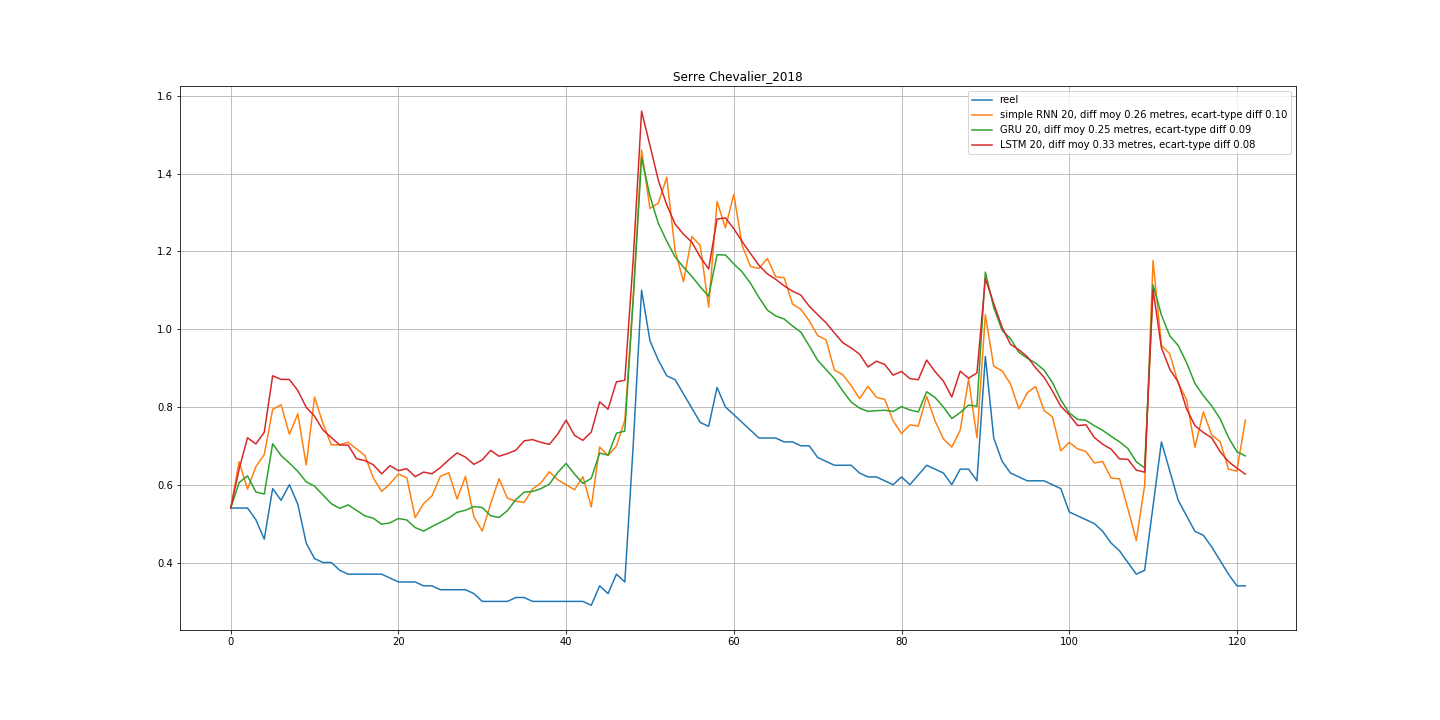 Serre Chevalier_2018
1.6
1.4
1.2
1.0
0.8
0.6
0.4
reel
simple RNN 20, diff moy 0.26 metres, ecart-type diff 0.10
GRU 20, diff moy 0.25 metres, ecart-type diff 0.09
LSTM 20, diff moy 0.33 metres, ecart-type diff 0.08
0 20 40 60 80 100 120